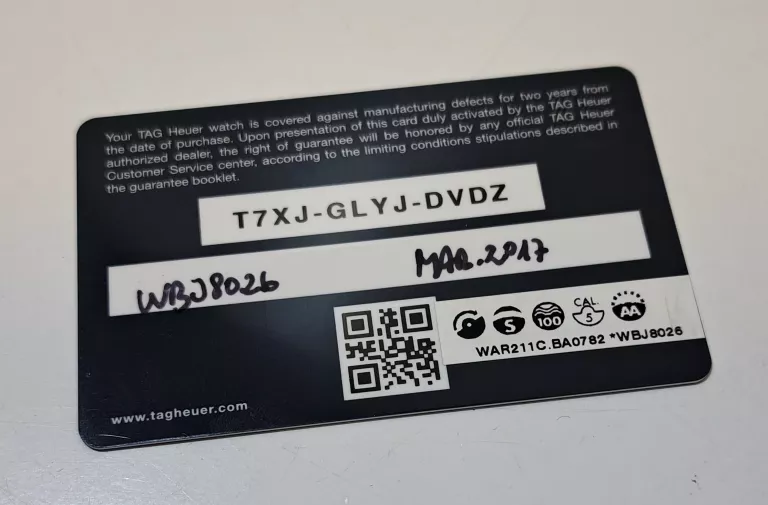 Your TAG Heuer watch is covered against manufacturing defects for two years from
the date of purchase. Upon presentation of this card duly activated by the TAG Heuer
authorized dealer, the right of guarantee will be honored by any official TAG Heuer
Customer Service center, according to the limiting conditions stipulations described in
the guarantee booklet.
T7XJ-GLYJ-DVDZ
WBJ8026 MAR.2017
S 100 CAL. 5 AA
WAR211C.BA0782 *WBJ8026
www.tagheuer.com